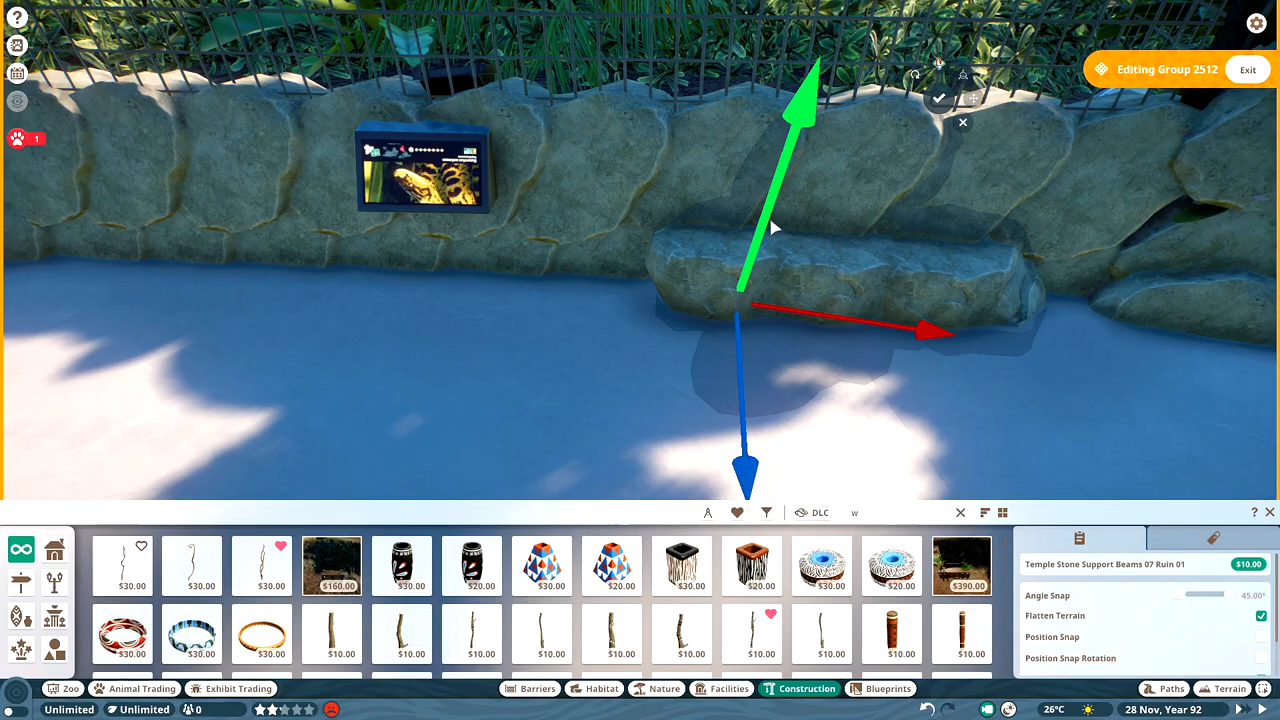 Editing Group 2512
Exit
1
DLC
w
$30.00 $30.00 $30.00 $160.00 $30.00 $20.00 $30.00 $20.00 $30.00 $20.00 $30.00 $20.00 $390.00
$30.00 $30.00 $30.00 $10.00 $10.00 $10.00 $10.00 $10.00 $10.00 $10.00 $10.00 $10.00 $10.00
Temple Stone Support Beams 07 Ruin 01 $10.00
Angle Snap 45.00°
Flatten Terrain
Position Snap
Position Snap Rotation
Zoo Animal Trading Exhibit Trading Barriers Habitat Nature Facilities Construction Blueprints Paths Terrain
Unlimited Unlimited 0 26°C 28 Nov, Year 92